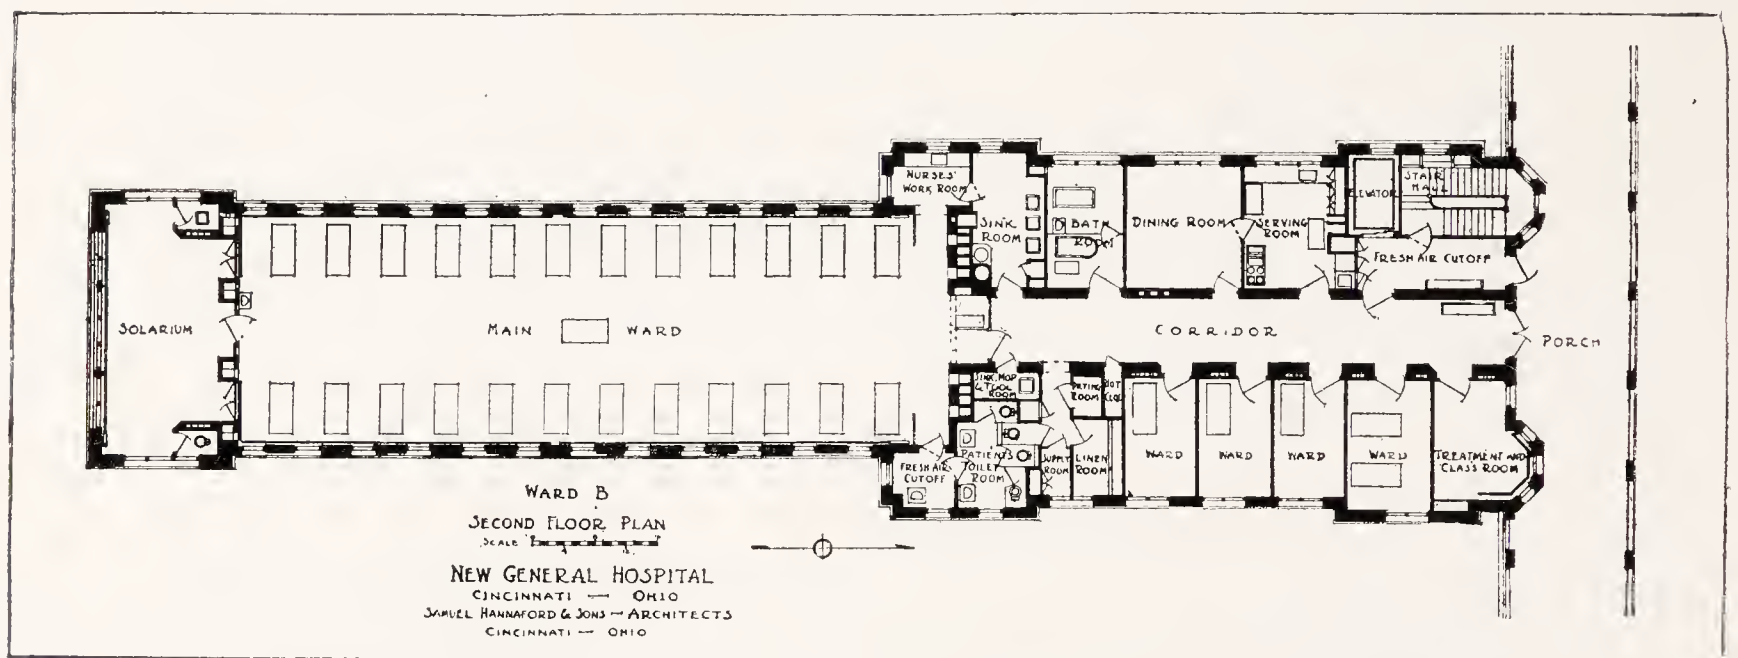 NURSES'
WORK ROOM
SINK
ROOM
BATH
ROOM
DINING ROOM
SERVING
ROOM
ELEVATOR
STAIR
HALL
FRESH AIR CUTOFF
SOLARIUM
MAIN WARD
CORRIDOR
PORCH
SINK, MOP
& TOOL
ROOM
DRYING
ROOM
HOT
CLO.
FRESH AIR
CUTOFF
PATIENTS
TOILET
ROOM
SUPPLY
ROOM
LINEN
ROOM
WARD
WARD
WARD
WARD
TREATMENT AND
CLASS ROOM
WARD B
SECOND FLOOR PLAN
SCALE
NEW GENERAL HOSPITAL
CINCINNATI — OHIO
SAMUEL HANNAFORD & SONS — ARCHITECTS
CINCINNATI — OHIO